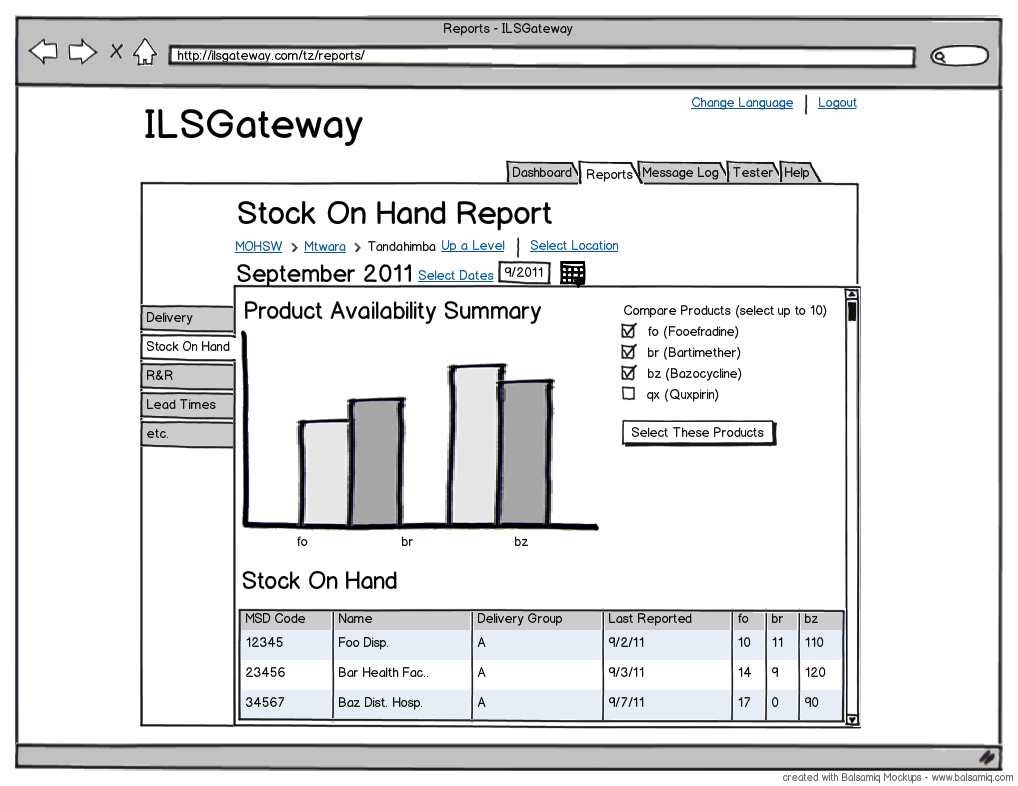 Reports - ILSGateway
http://ilsgateway.com/tz/reports/
Change Language Logout
ILSGateway
Dashboard Reports Message Log Tester Help
Stock On Hand Report
MOHSW Mtwara Tandahimba Up a Level Select Location
September 2011 Select Dates 9/2011
Delivery
Stock On Hand
R&R
Lead Times
etc.
Product Availability Summary
fo br bz
Compare Products (select up to 10)
fo (Fooefradine)
br (Bartimether)
bz (Bazocycline)
qx (Quxpirin)
Select These Products
Stock On Hand
MSD Code Name Delivery Group Last Reported fo br bz
12345 Foo Disp. A 9/2/11 10 11 110
23456 Bar Health Fac.. A 9/3/11 14 9 120
34567 Baz Dist. Hosp. A 9/7/11 17 0 90
created with Balsamiq Mockups - www.balsamiq.com